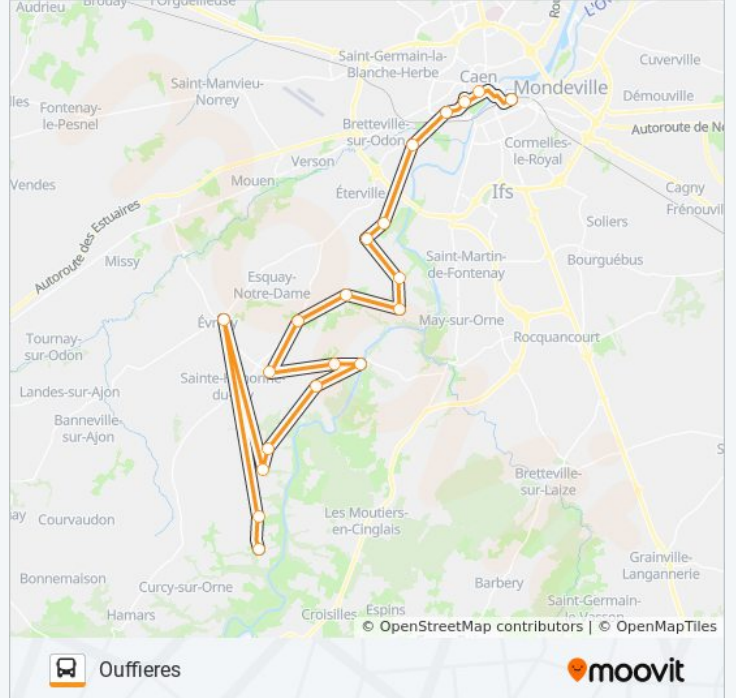 Audrieu
Brouay
l'Orgueilleuse
L'O
Saint-Germain-la-
Blanche-Herbe
Caen
Cuverville
Saint-Manvieu-
Norrey
Mondeville
Démouville
lles
Fontenay-
le-Pesnel
Bretteville-
sur-Odon
Autoroute de No
Cormelles-
le-Royal
Verson
Vendes
Mouen
Éterville
Ifs
Cagny
Frénouvil
Autoroute des Estuaires
Soliers
Missy
Saint-Martin-
de-Fontenay
Bourguébus
Esquay-
Notre-Dame
Évr
May-sur-Orne
Rocquancourt
Tournay-
sur-Odon
Sainte-H
onorine-
du-
Landes-sur-Ajon
Banneville-
sur-Ajon
S
Bretteville-
sur-Laize
ay
Courvaudon
Les Moutiers-
en-Cinglais
Grainville-
Langannerie
Bonnemaison
Curcy-sur-Orne
Barbery
Saint-Germain-
le-Vasson
Hamars
Croisilles
Espins
© OpenStreetMap contributors | © OpenMapTiles
Ouffieres
moovit